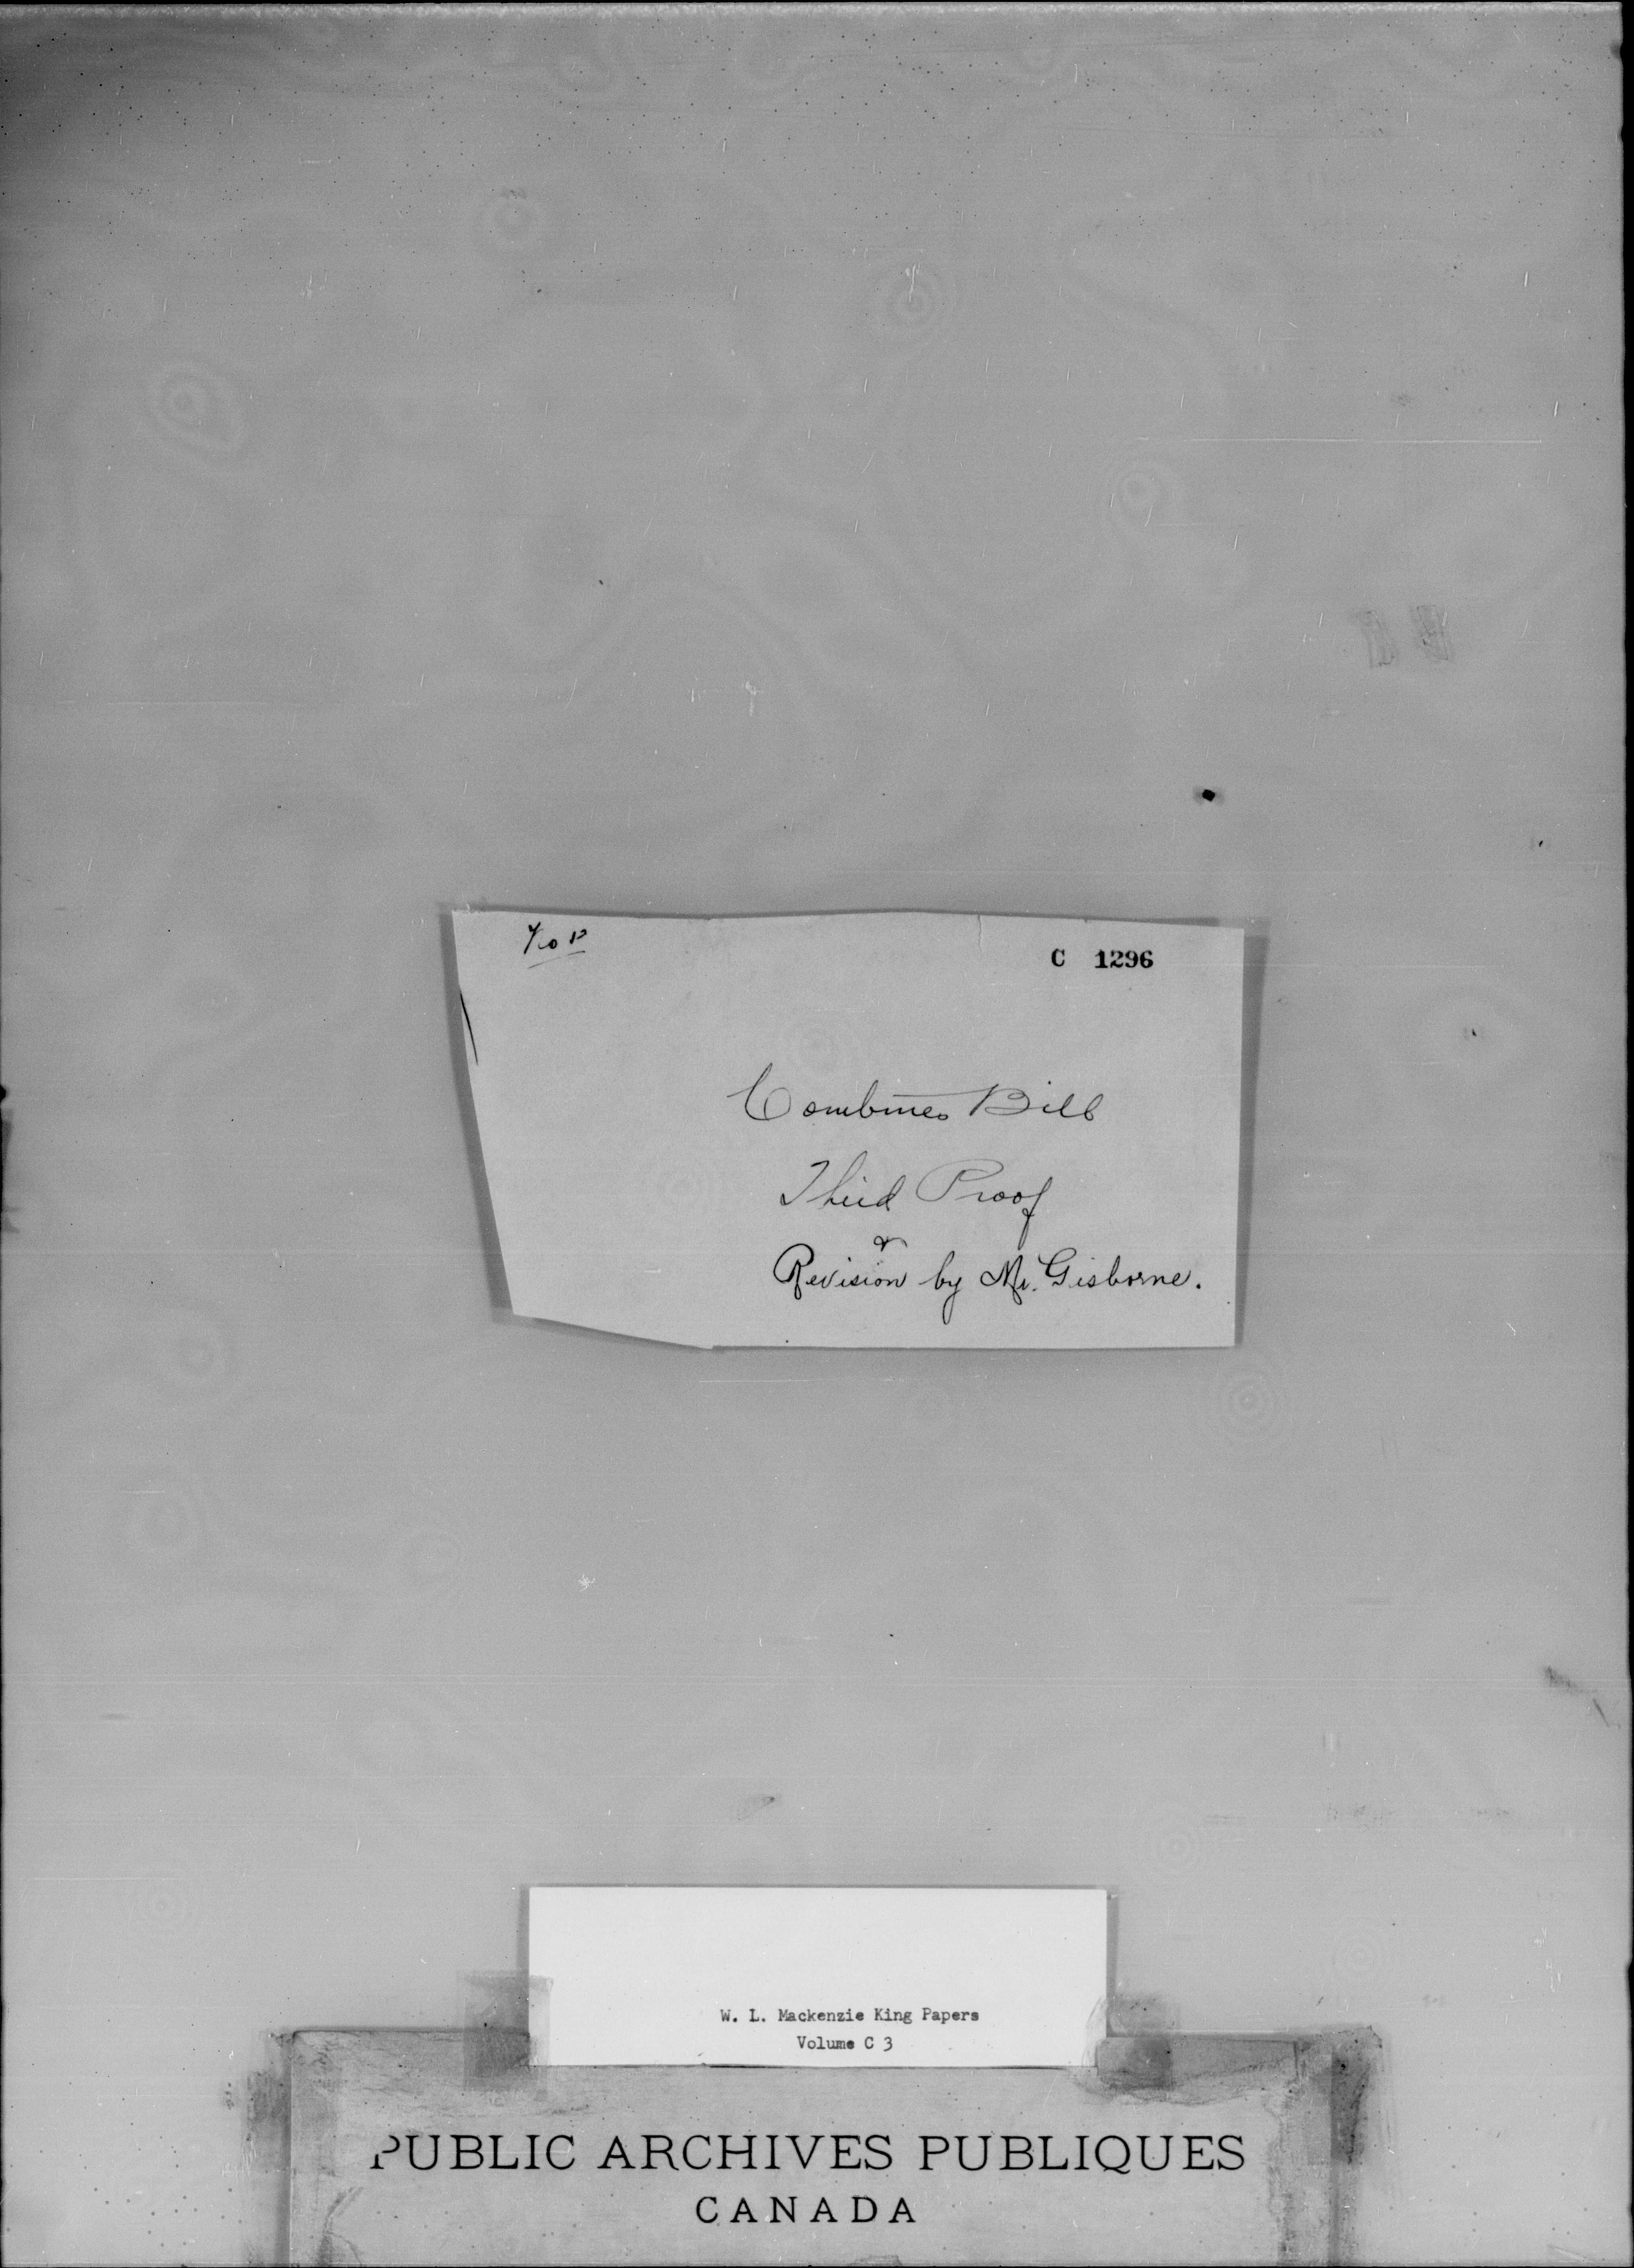 C 1296
Combines Bill
Third Proof
&
Revision by Mr. Gisborne.
W. L. Mackenzie King Papers
Volume C 3
PUBLIC ARCHIVES PUBLIQUES
CANADA